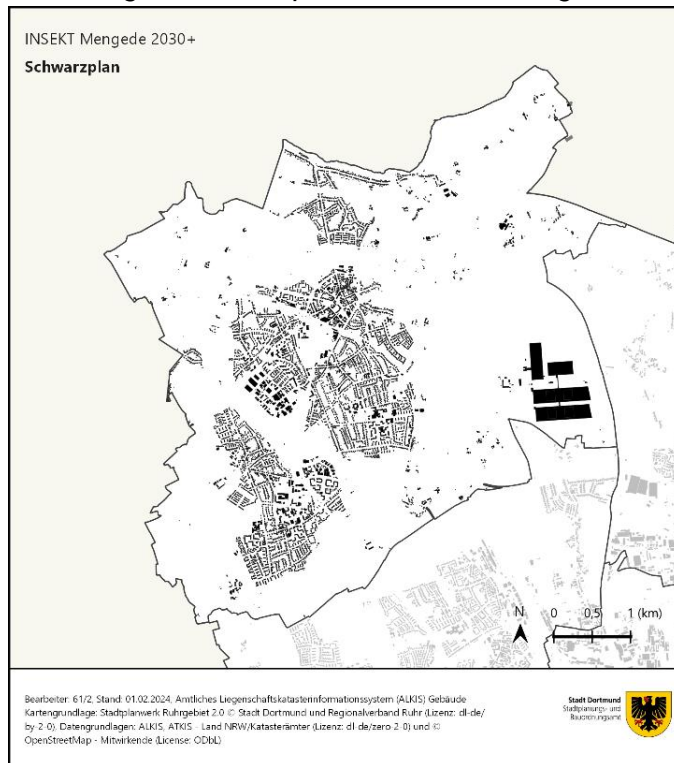 INSEKT Mengede 2030+
Schwarzplan
N 0 0,5 1 (km)
Bearbeiter: 61/2, Stand: 01.02.2024, Amtliches Liegenschaftskatasterinformationssystem (ALKIS) Gebäude
Kartengrundlage: Stadtplanwerk Ruhrgebiet 2.0 © Stadt Dortmund und Regionalverband Ruhr (Lizenz: dl-de/
by-2-0), Datengrundlagen: ALKIS, ATKIS - Land NRW/Katasterämter (Lizenz: dl-de/zero-2-0) und ©
OpenStreetMap - Mitwirkende (License: ODbL)
Stadt Dortmund
Stadtplanungs- und
Bauordnungsamt